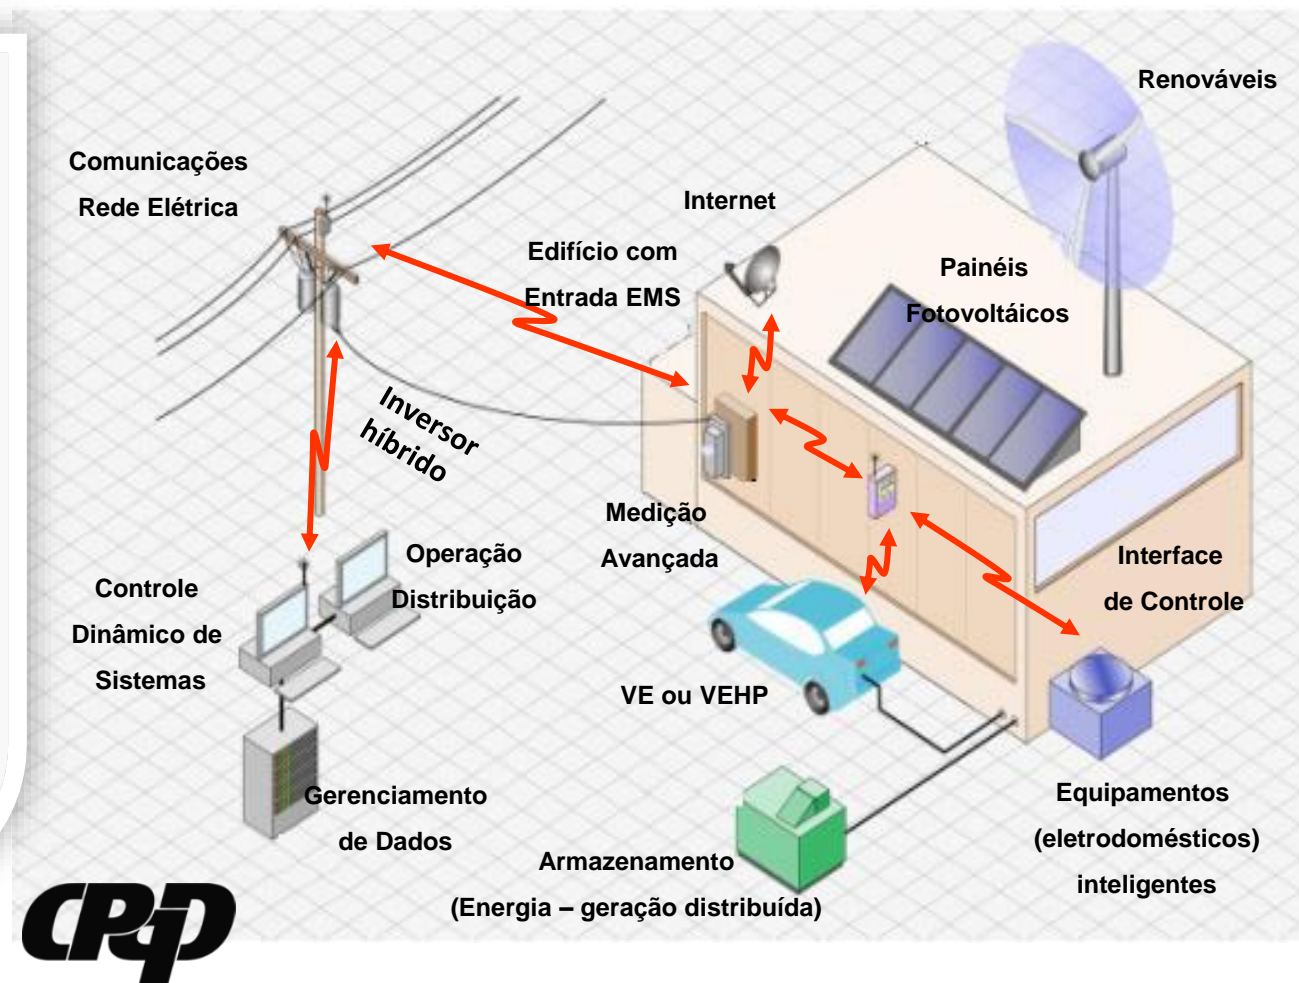 Renováveis
Comunicações
Rede Elétrica
Internet
Edifício com
Entrada EMS
Painéis
Fotovoltáicos
Inversor
híbrido
Medição
Avançada
Operação
Distribuição
Interface
de Controle
Controle
Dinâmico de
Sistemas
VE ou VEHP
Gerenciamento
de Dados
Equipamentos
(eletrodomésticos)
inteligentes
Armazenamento
(Energia – geração distribuída)
CPqD